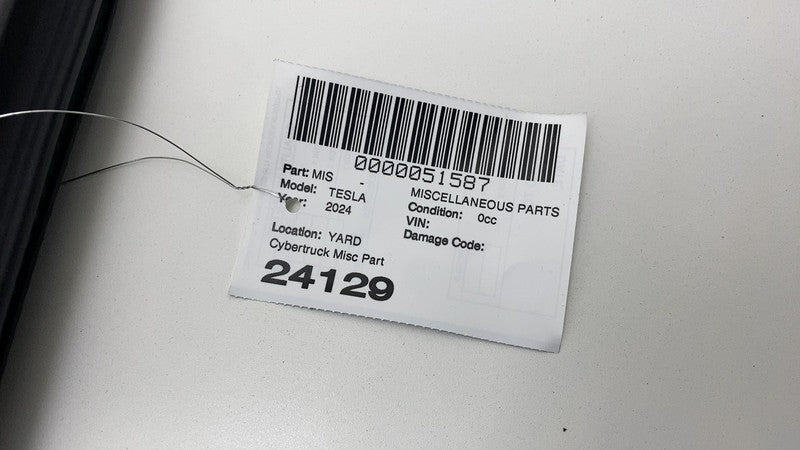 0000051587
Part: MIS - MISCELLANEOUS PARTS
Model: TESLA Condition: 0cc
Year: 2024 VIN:
Damage Code:
Location: YARD
Cybertruck Misc Part
24129